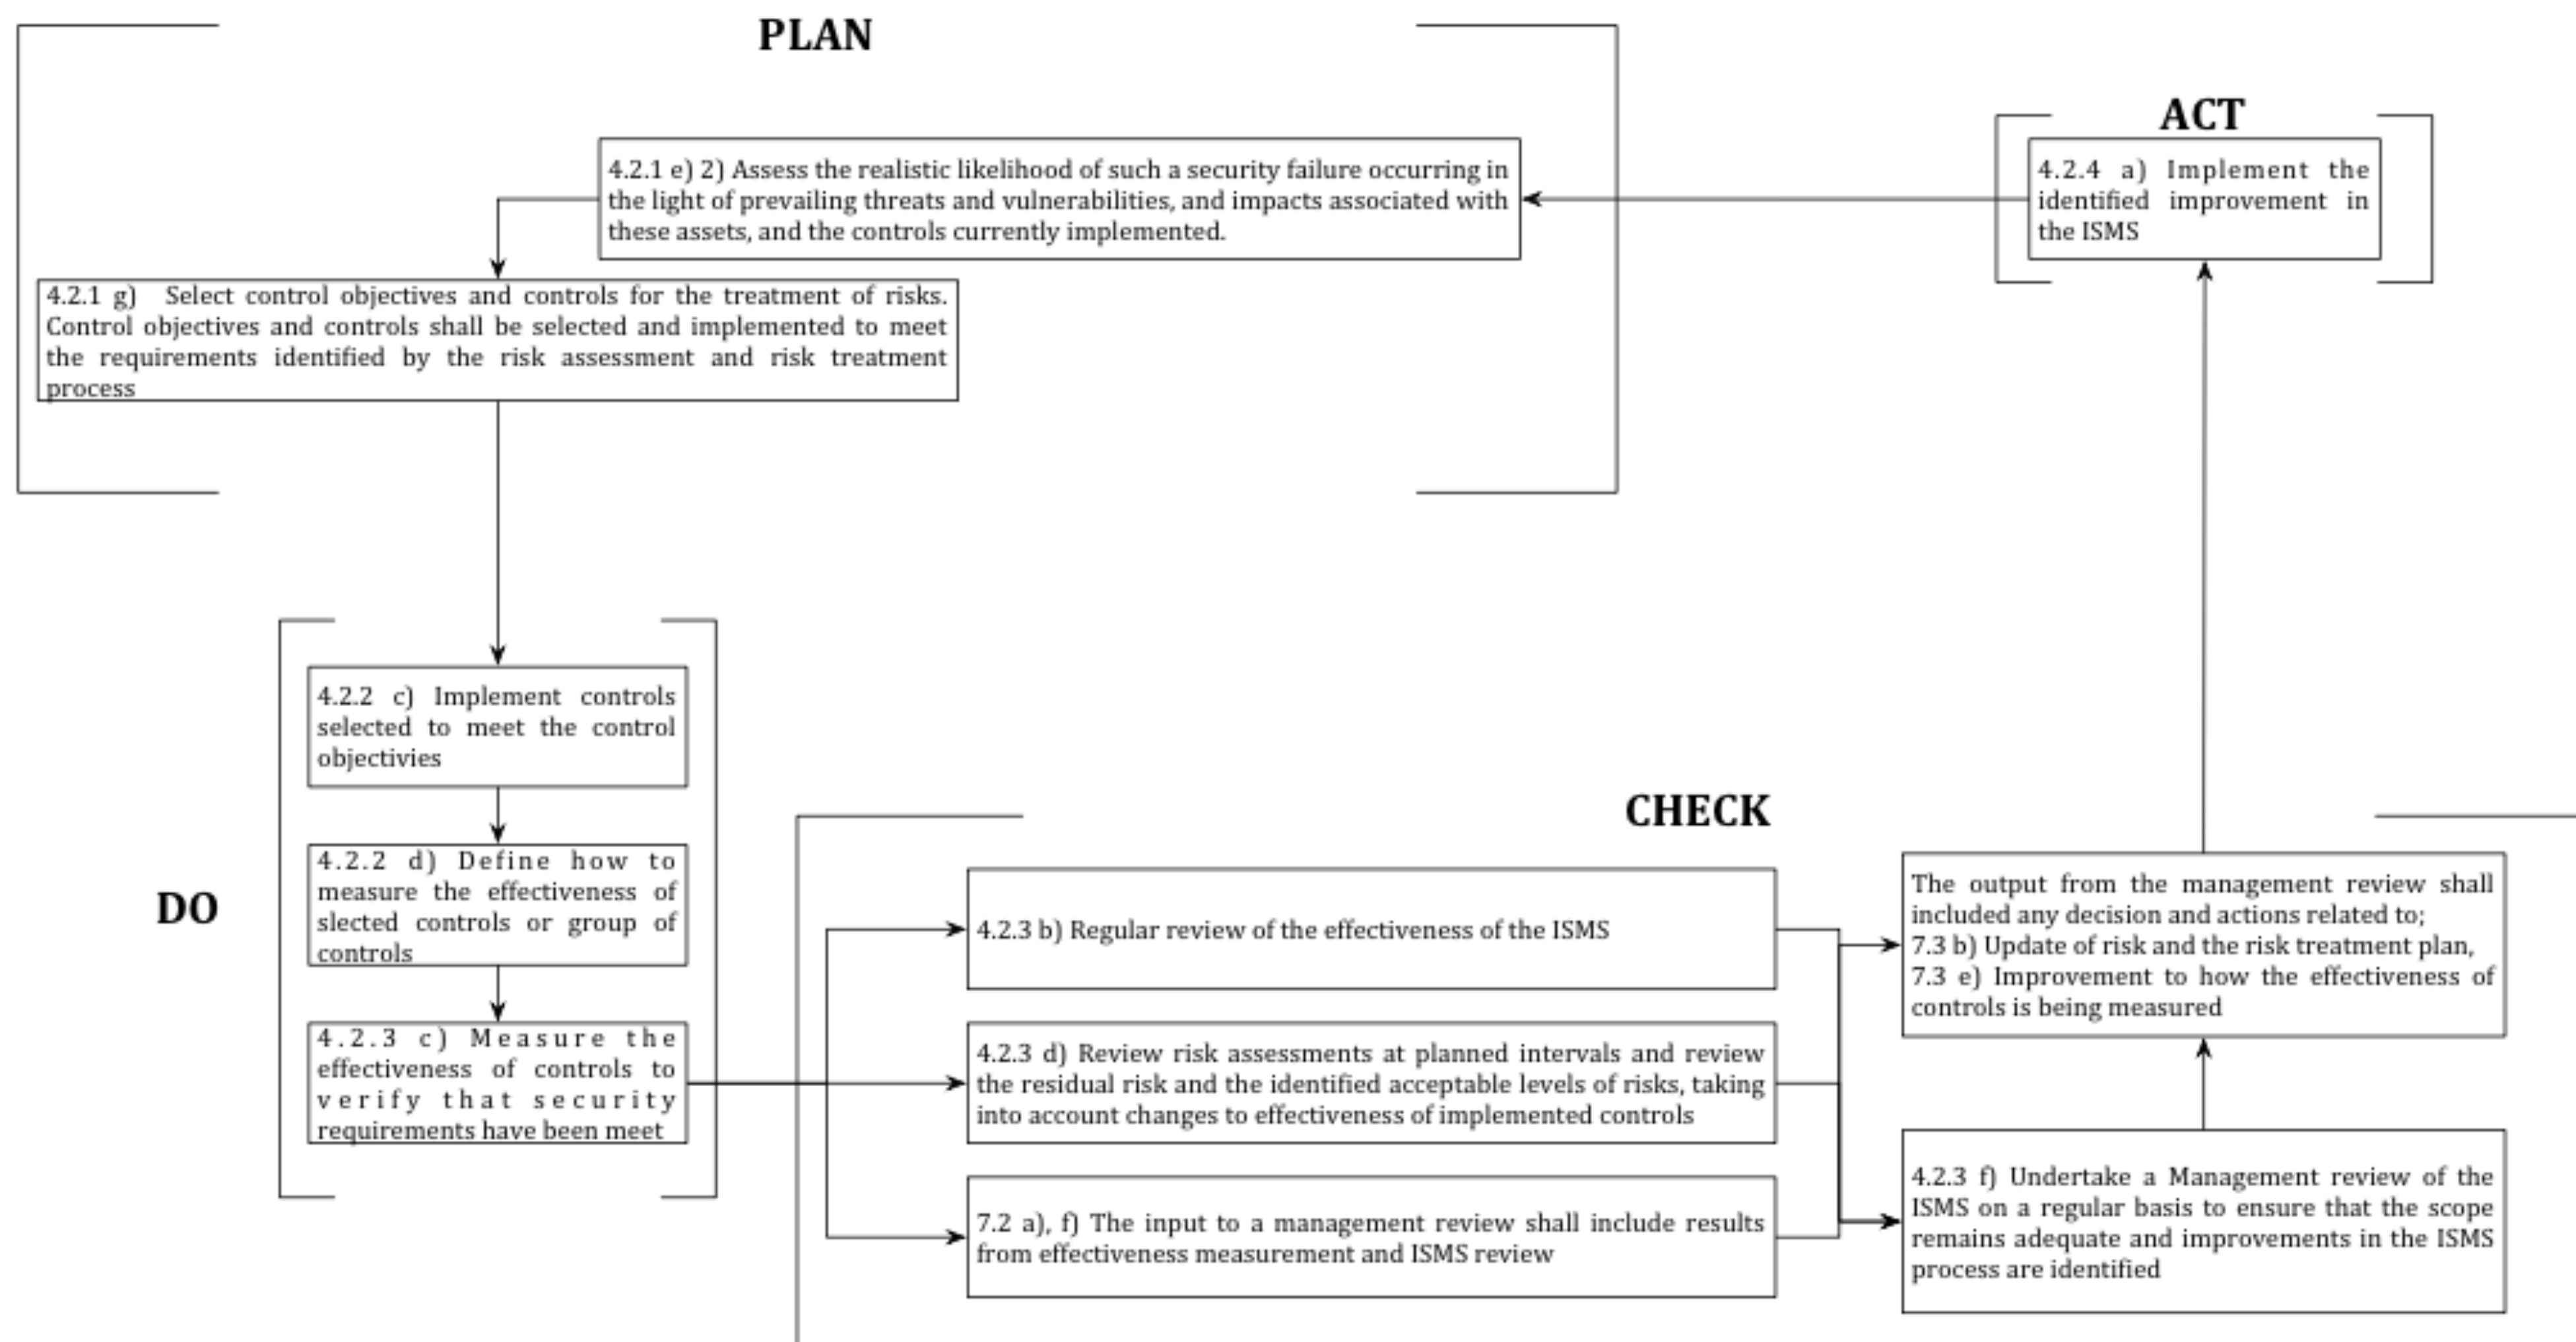 PLAN
4.2.1 e) 2) Assess the realistic likelihood of such a security failure occurring in
the light of prevailing threats and vulnerabilities, and impacts associated with
these assets, and the controls currently implemented.
4.2.1 g) Select control objectives and controls for the treatment of risks.
Control objectives and controls shall be selected and implemented to meet
the requirements identified by the risk assessment and risk treatment
process
ACT
4.2.4 a) Implement the
identified improvement in
the ISMS
DO
4.2.2 c) Implement controls
selected to meet the control
objectivies
4.2.2 d) Define how to
measure the effectiveness of
slected controls or group of
controls
4.2.3 c) Measure the
effectiveness of controls to
verify that security
requirements have been meet
CHECK
4.2.3 b) Regular review of the effectiveness of the ISMS
4.2.3 d) Review risk assessments at planned intervals and review
the residual risk and the identified acceptable levels of risks, taking
into account changes to effectiveness of implemented controls
7.2 a), f) The input to a management review shall include results
from effectiveness measurement and ISMS review
The output from the management review shall
included any decision and actions related to;
7.3 b) Update of risk and the risk treatment plan,
7.3 e) Improvement to how the effectiveness of
controls is being measured
4.2.3 f) Undertake a Management review of the
ISMS on a regular basis to ensure that the scope
remains adequate and improvements in the ISMS
process are identified